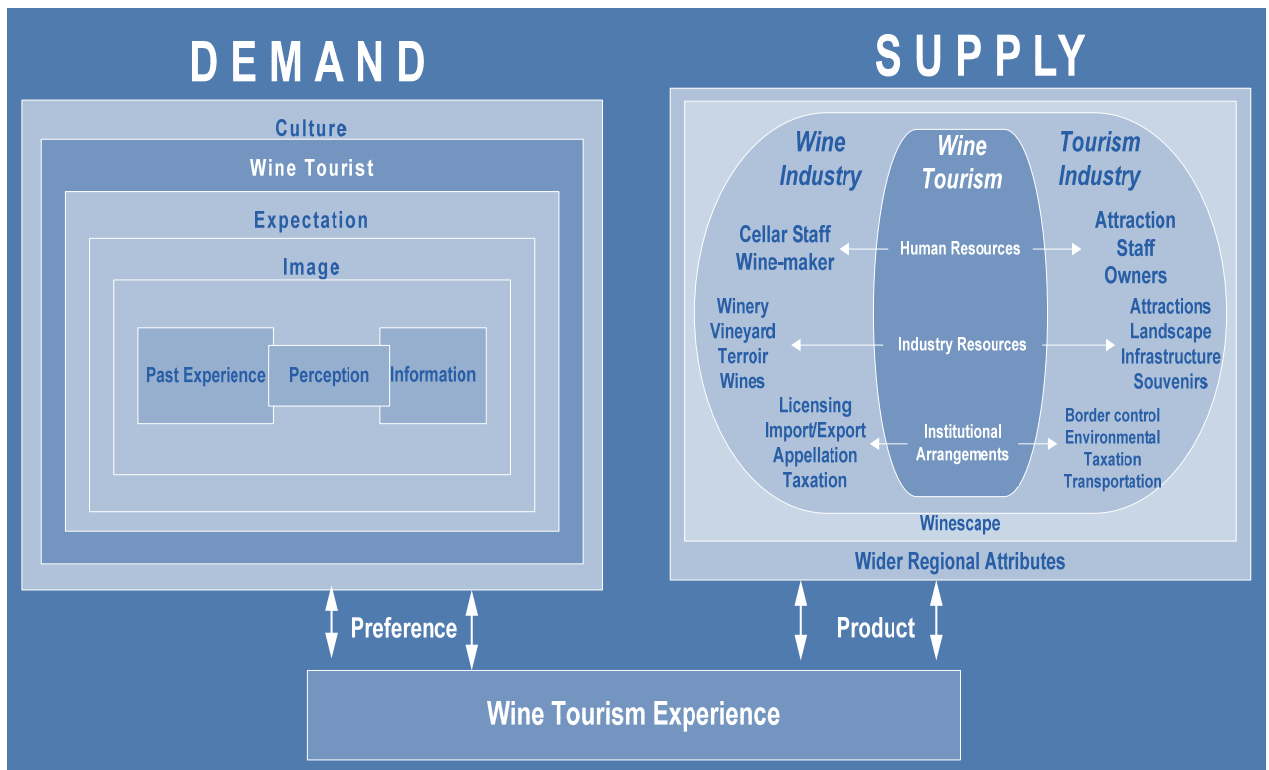 DEMAND
Culture
Wine Tourist
Expectation
Image
Past Experience
Perception
Information
SUPPLY
Wine
Industry
Wine
Tourism
Tourism
Industry
Cellar Staff
Wine-maker
Human Resources
Attraction
Staff
Owners
Winery
Vineyard
Terroir
Wines
Industry Resources
Attractions
Landscape
Infrastructure
Souvenirs
Licensing
Import/Export
Appellation
Taxation
Institutional
Arrangements
Border control
Environmental
Taxation
Transportation
Winescape
Wider Regional Attributes
Preference
Product
Wine Tourism Experience